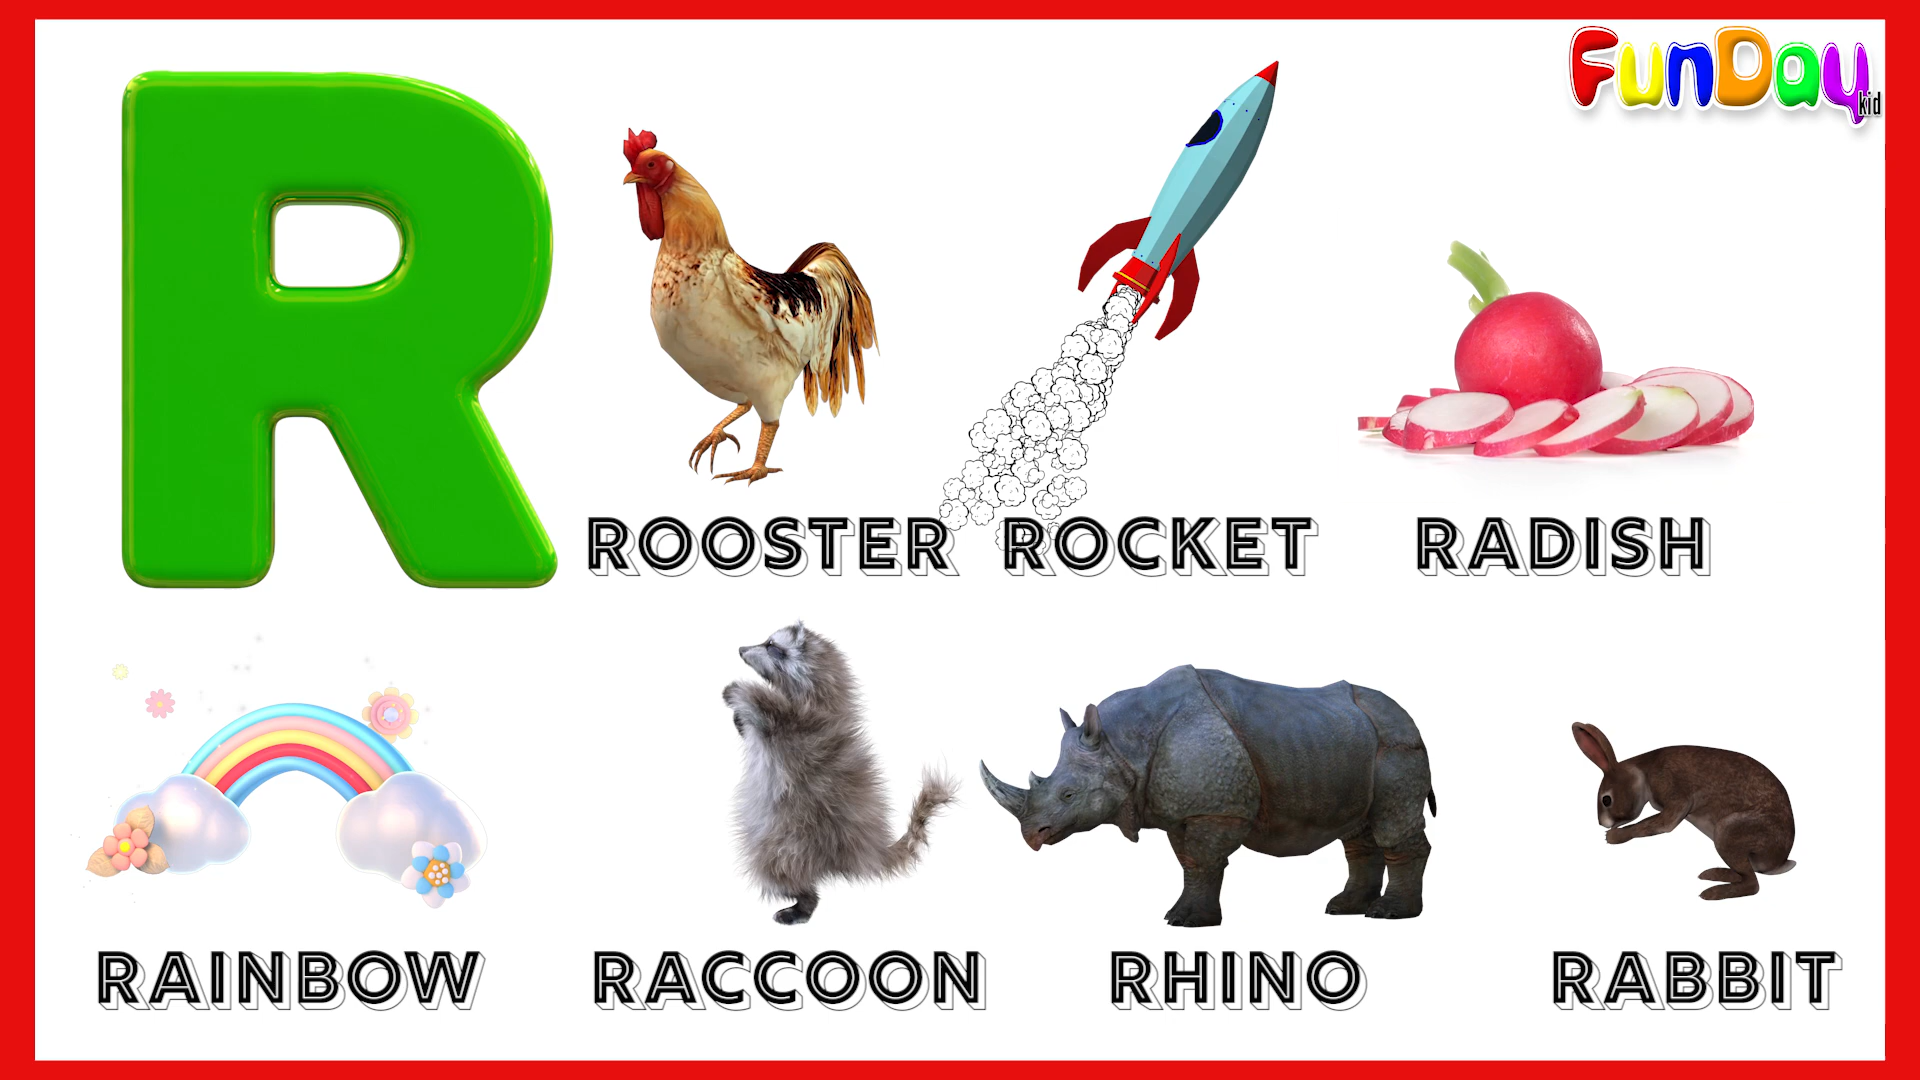 FunDay
kid
R
ROOSTER ROCKET RADISH
RAINBOW RACCOON RHINO RABBIT